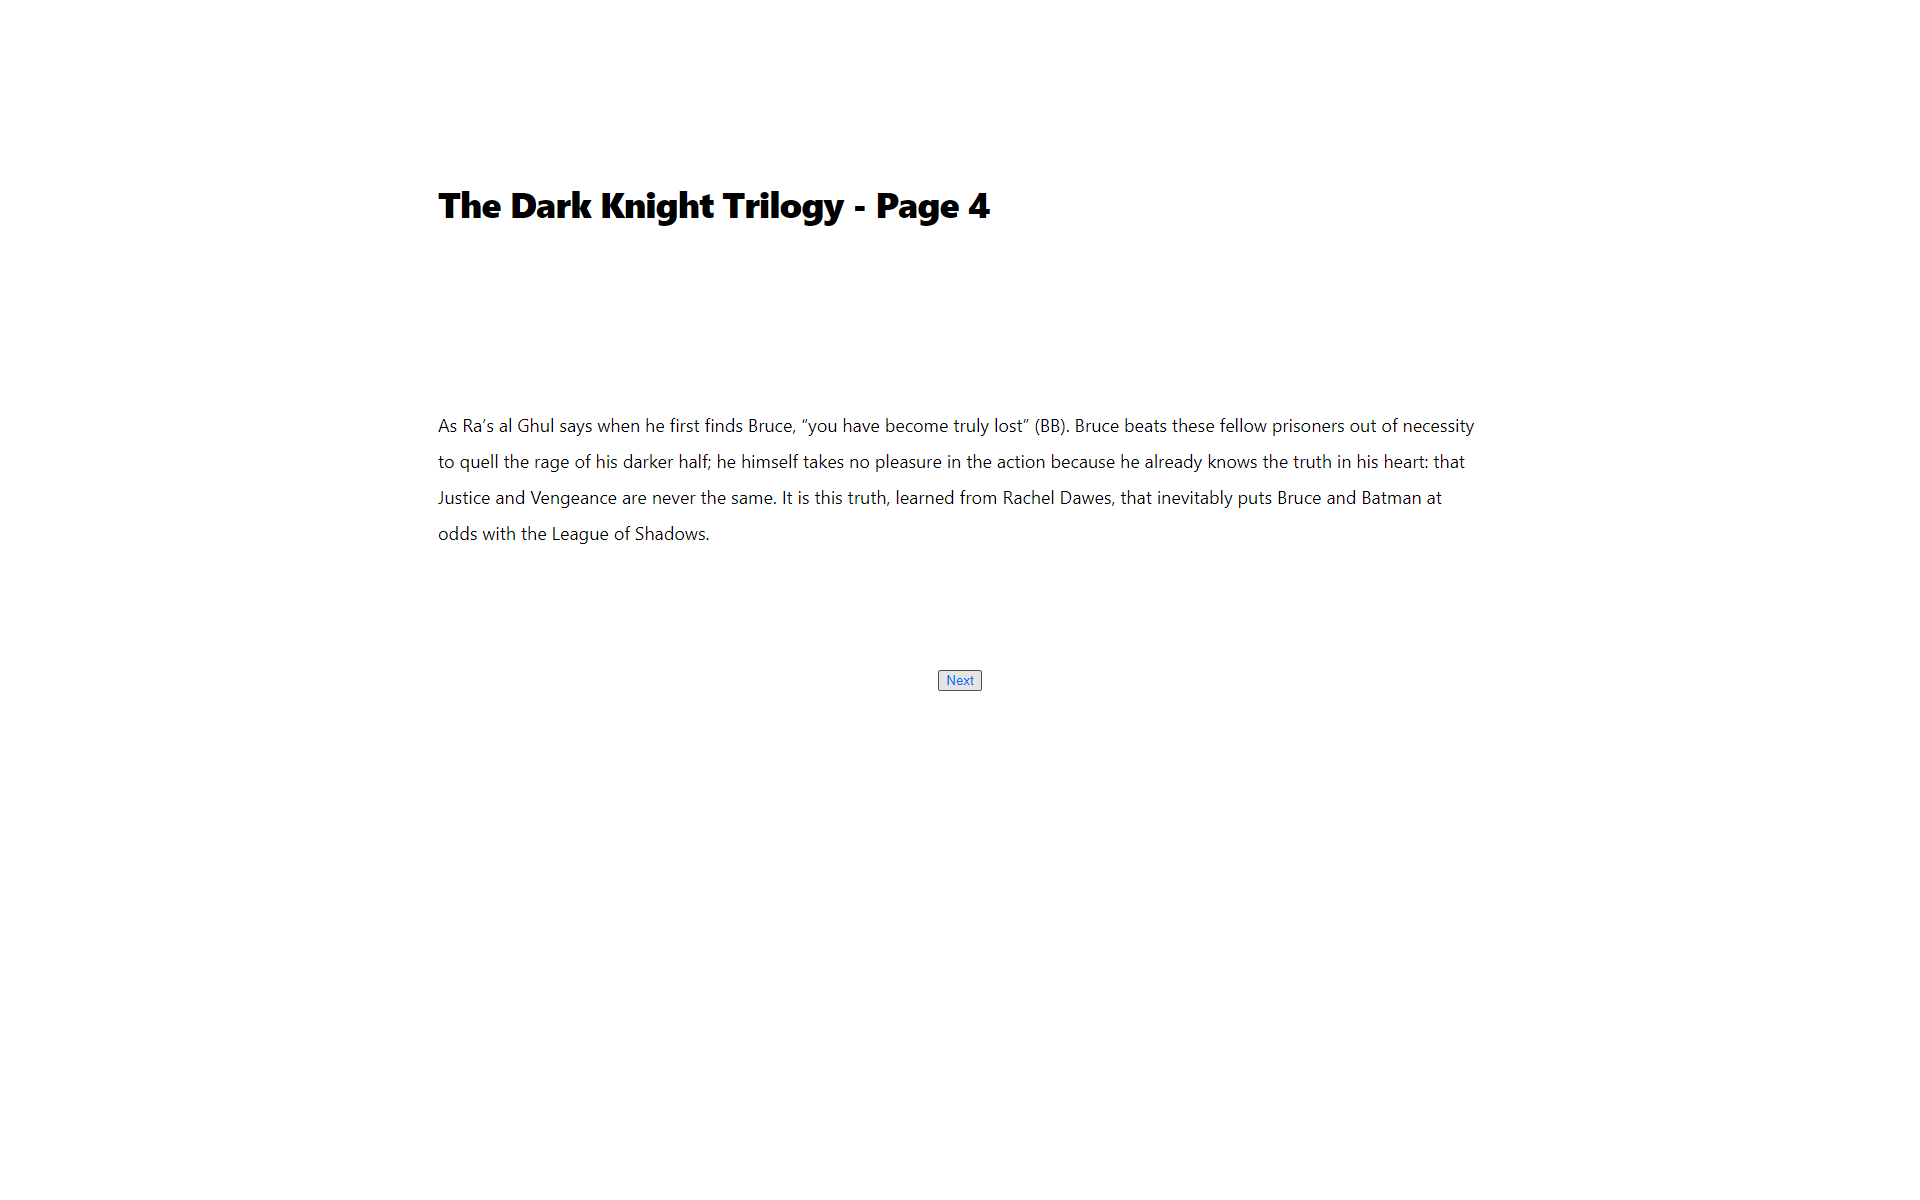 The Dark Knight Trilogy - Page 4
As Ra’s al Ghul says when he first finds Bruce, “you have become truly lost” (BB). Bruce beats these fellow prisoners out of necessity
to quell the rage of his darker half; he himself takes no pleasure in the action because he already knows the truth in his heart: that
Justice and Vengeance are never the same. It is this truth, learned from Rachel Dawes, that inevitably puts Bruce and Batman at
odds with the League of Shadows.
Next